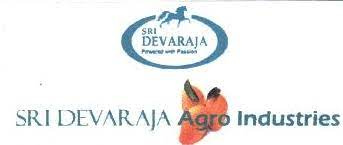 SRI
DEVARAJA
Powered with Passion
SRI DEVARAJA Agro Industries